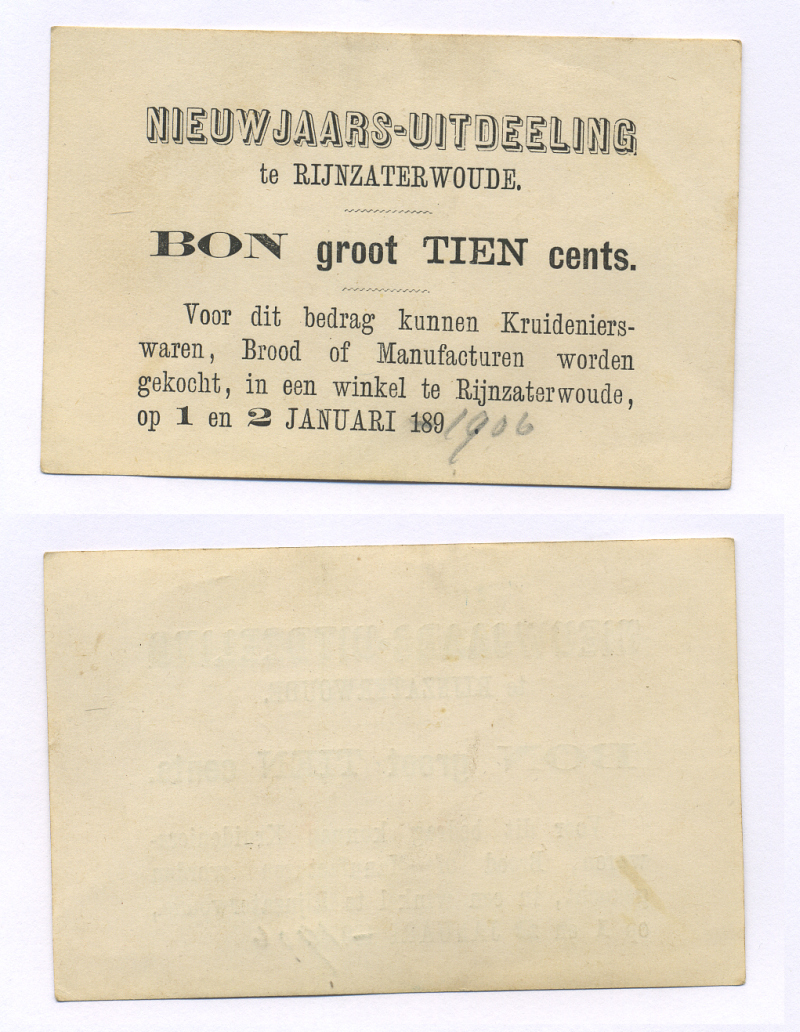 NIEUWJAARS-UITDEELING
te RIJNZATERWOUDE.
BON groot TIEN cents.
Voor dit bedrag kunnen Kruideniers-
waren, Brood of Manufacturen worden
gekocht, in een winkel te Rijnzaterwoude,
op 1 en 2 JANUARI 189 . 1906